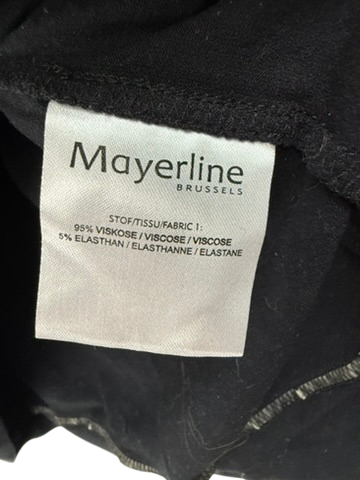 Mayerline
BRUSSELS
STOF/TISSU/FABRIC 1:
95% VISKOSE / VISCOSE / VISCOSE
5% ELASTHAN / ELASTHANNE / ELASTANE